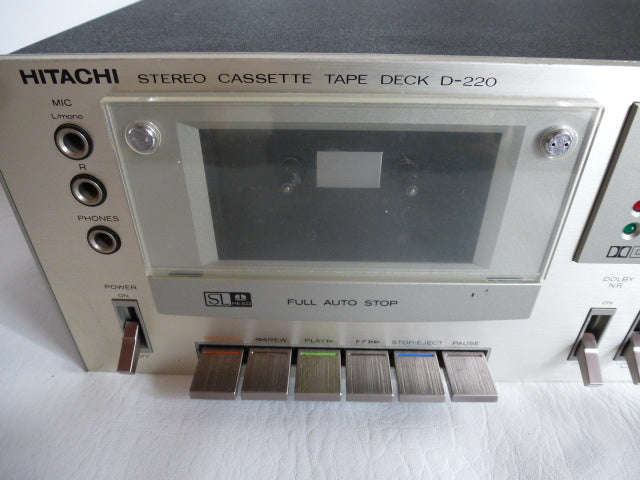 HITACHI STEREO CASSETTE TAPE DECK D-220
MIC
L/mono
R
PHONES
POWER
ON
SL HEAD FULL AUTO STOP
REW PLAY FF STOP/EJECT PAUSE
DOLBY
NR
ON